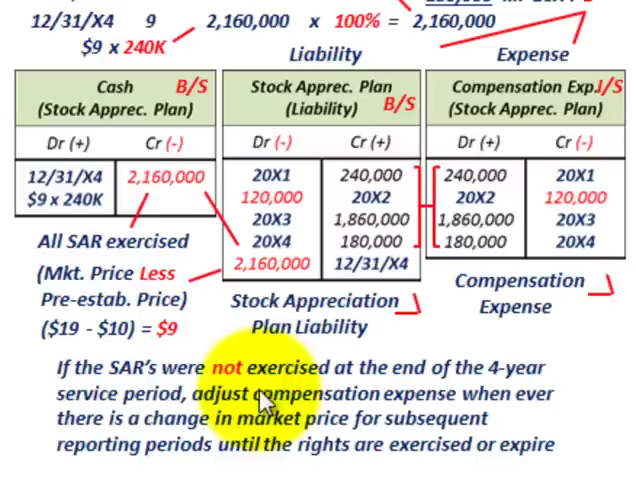 12/31/X4 9 2,160,000 x 100% = 2,160,000
$9 x 240K
Liability Expense
Cash B/S
(Stock Apprec. Plan)
Dr (+) Cr (-)
12/31/X4 2,160,000
$9 x 240K
Stock Apprec. Plan
(Liability) B/S
Dr (-) Cr (+)
20X1 240,000
120,000 20X2
20X3 1,860,000
20X4 180,000
2,160,000 12/31/X4
Compensation Exp. I/S
(Stock Apprec. Plan)
Dr (+) Cr (-)
240,000 20X1
20X2 120,000
1,860,000 20X3
180,000 20X4
All SAR exercised
(Mkt. Price Less
Pre-estab. Price)
($19 - $10) = $9
Stock Appreciation
Plan Liability
Compensation
Expense
If the SAR's were not exercised at the end of the 4-year
service period, adjust compensation expense when ever
there is a change in market price for subsequent
reporting periods until the rights are exercised or expire